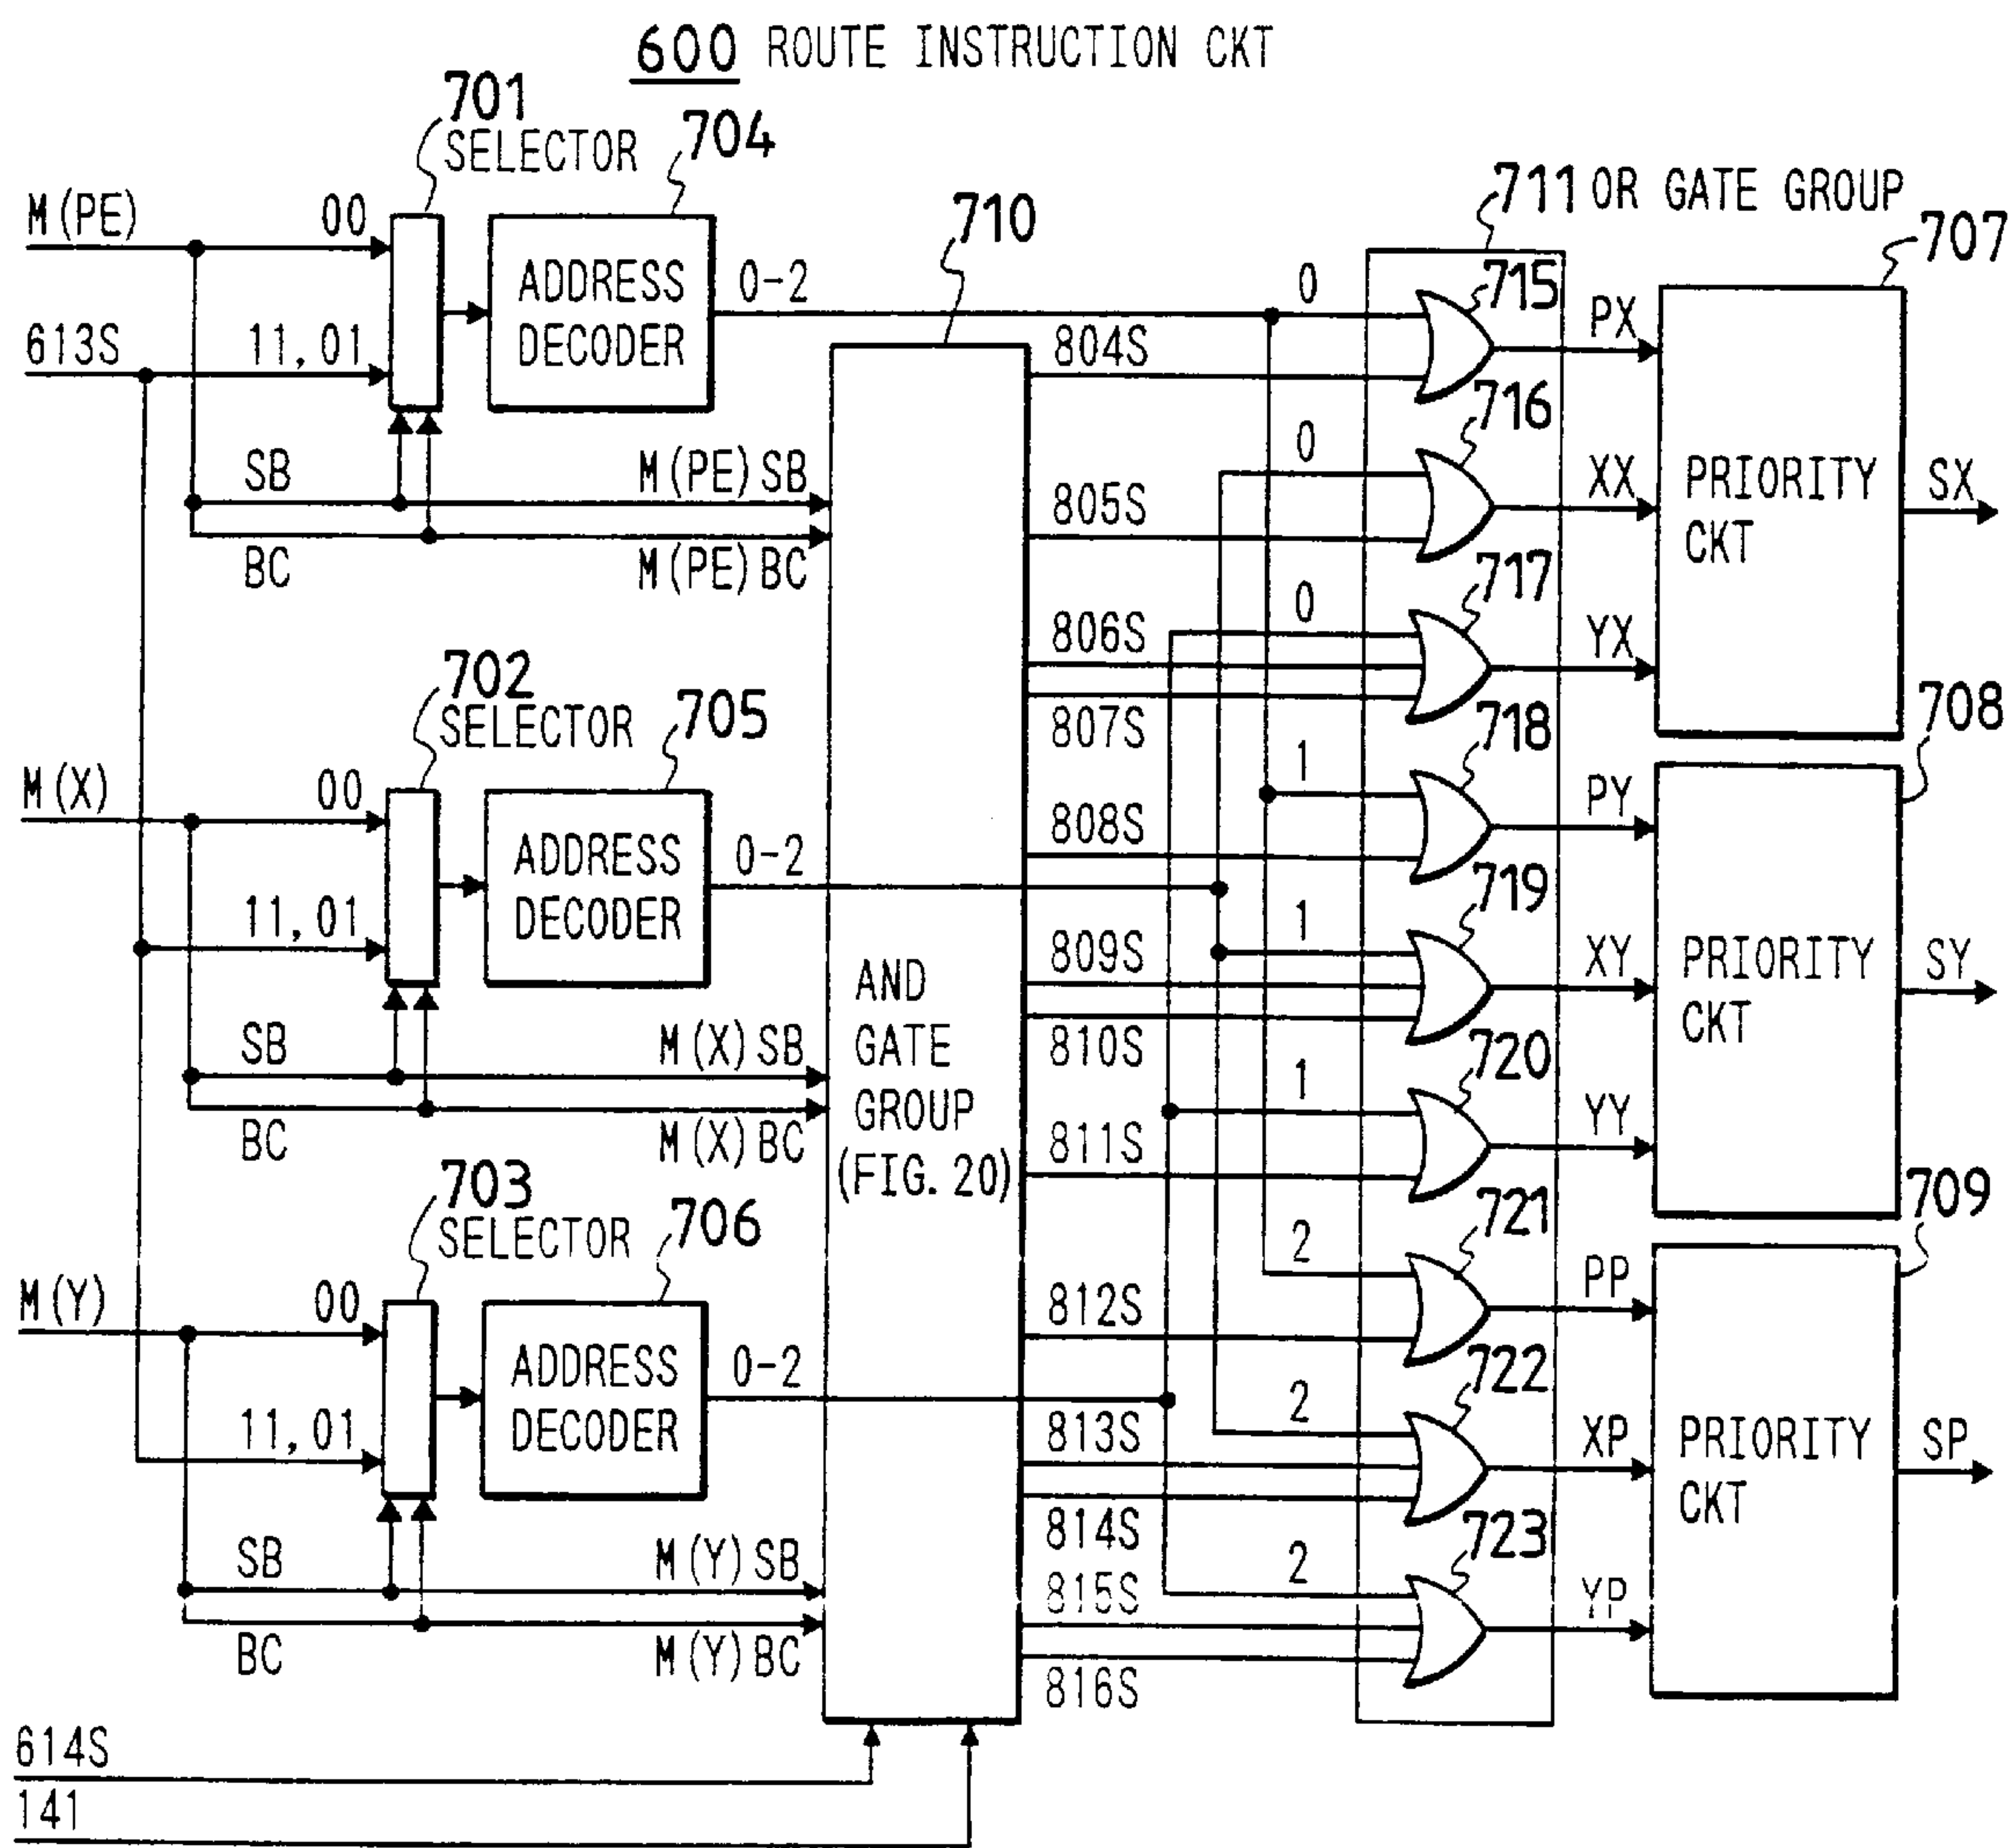 600 ROUTE INSTRUCTION CKT
701
SELECTOR
704
M(PE)
00
613S
11, 01
ADDRESS
DECODER
0-2
SB
BC
M(PE)SB
M(PE)BC
702
SELECTOR
705
M(X)
00
11, 01
ADDRESS
DECODER
0-2
SB
BC
M(X)SB
M(X)BC
703
SELECTOR
706
M(Y)
00
11, 01
ADDRESS
DECODER
0-2
SB
BC
M(Y)SB
M(Y)BC
614S
141
710
AND
GATE
GROUP
(FIG. 20)
804S
805S
806S
807S
808S
809S
810S
811S
812S
813S
814S
815S
816S
711 OR GATE GROUP
0
715
PX
0
716
XX
0
717
YX
1
718
PY
1
719
XY
1
720
YY
2
721
PP
2
722
XP
2
723
YP
707
PRIORITY
CKT
SX
708
PRIORITY
CKT
SY
709
PRIORITY
CKT
SP